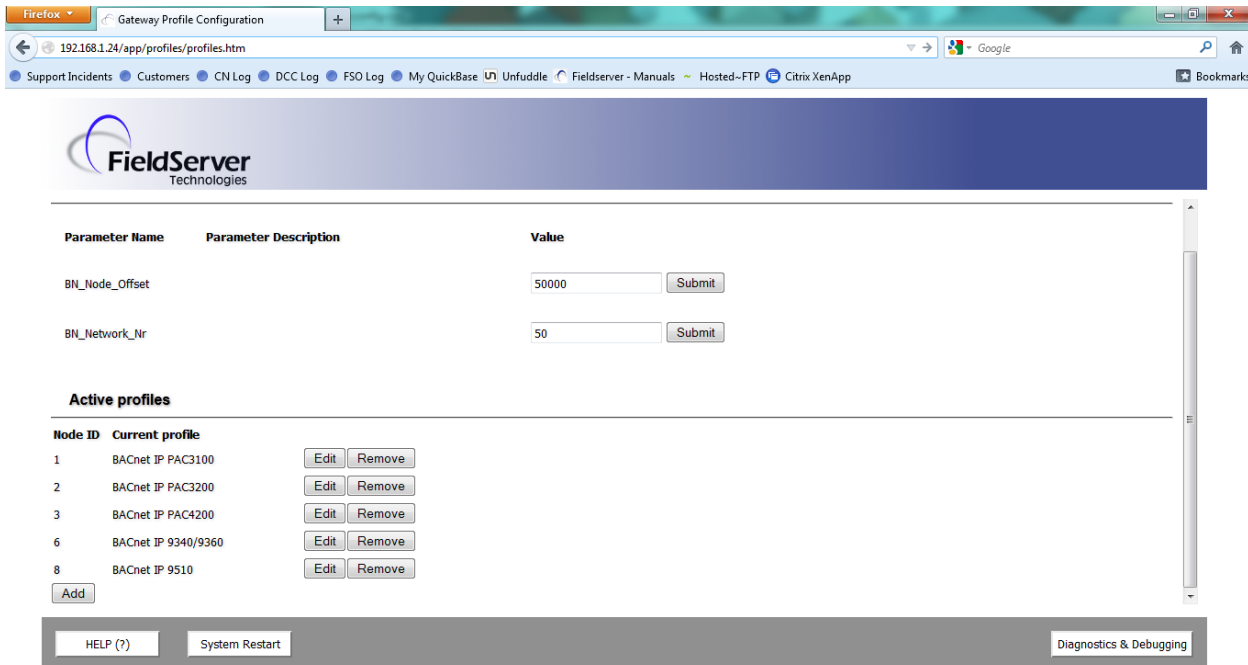 Firefox
Gateway Profile Configuration
192.168.1.24/app/profiles/profiles.htm
Google
Support Incidents Customers CN Log DCC Log FSO Log My QuickBase Un Unfuddle Fieldserver - Manuals ~ Hosted~FTP Citrix XenApp Bookmarks
FieldServer
Technologies
Parameter Name Parameter Description Value
BN_Node_Offset 50000 Submit
BN_Network_Nr 50 Submit
Active profiles
Node ID Current profile
1 BACnet IP PAC3100 Edit Remove
2 BACnet IP PAC3200 Edit Remove
3 BACnet IP PAC4200 Edit Remove
6 BACnet IP 9340/9360 Edit Remove
8 BACnet IP 9510 Edit Remove
Add
HELP (?) System Restart Diagnostics & Debugging